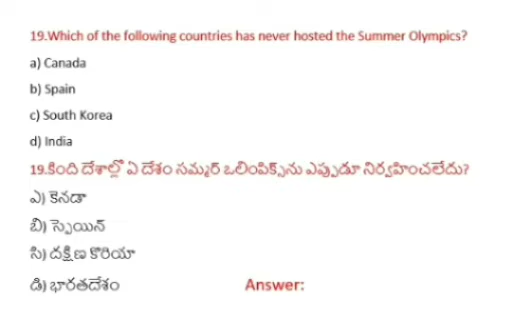 19.Which of the following countries has never hosted the Summer Olympics?
a) Canada
b) Spain
c) South Korea
d) India
19.కింది దేశాల్లో ఏ దేశం సమ్మర్ ఒలింపిక్స్‌ను ఎప్పుడూ నిర్వహించలేదు?
ఎ) కెనడా
బి) స్పెయిన్
సి) దక్షిణ కొరియా
డి) భారతదేశం
Answer: